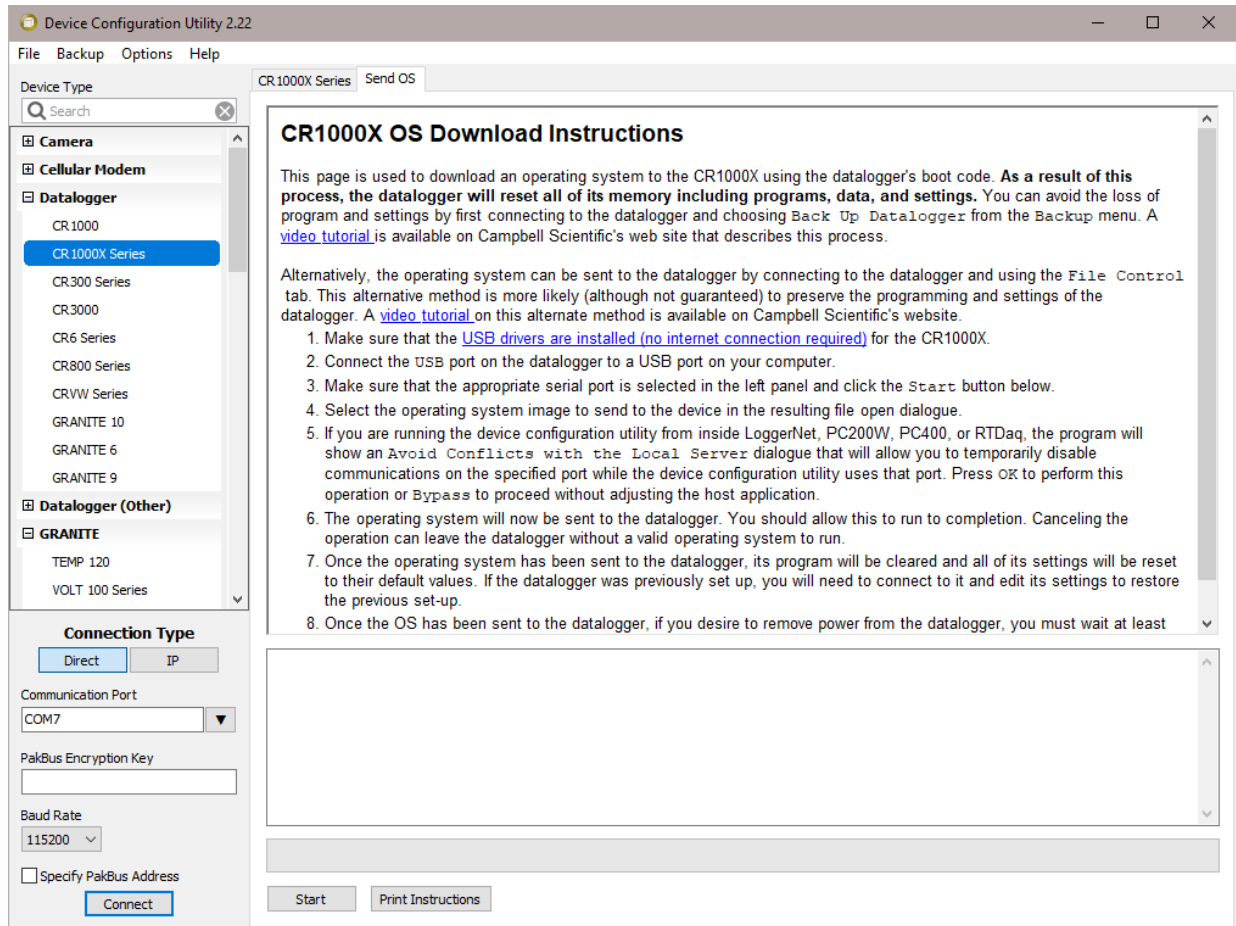 Device Configuration Utility 2.22
File Backup Options Help
Device Type
Search
Camera
Cellular Modem
Datalogger
CR1000
CR1000X Series
CR300 Series
CR3000
CR6 Series
CR800 Series
CRVW Series
GRANITE 10
GRANITE 6
GRANITE 9
Datalogger (Other)
GRANITE
TEMP 120
VOLT 100 Series
Connection Type
Direct IP
Communication Port
COM7
PakBus Encryption Key
Baud Rate
115200
Specify PakBus Address
Connect
CR1000X Series Send OS
CR1000X OS Download Instructions
This page is used to download an operating system to the CR1000X using the datalogger's boot code. As a result of this
process, the datalogger will reset all of its memory including programs, data, and settings. You can avoid the loss of
program and settings by first connecting to the datalogger and choosing Back Up Datalogger from the Backup menu. A
video tutorial is available on Campbell Scientific's web site that describes this process.
Alternatively, the operating system can be sent to the datalogger by connecting to the datalogger and using the File Control
tab. This alternative method is more likely (although not guaranteed) to preserve the programming and settings of the
datalogger. A video tutorial on this alternate method is available on Campbell Scientific's website.
1. Make sure that the USB drivers are installed (no internet connection required) for the CR1000X.
2. Connect the USB port on the datalogger to a USB port on your computer.
3. Make sure that the appropriate serial port is selected in the left panel and click the Start button below.
4. Select the operating system image to send to the device in the resulting file open dialogue.
5. If you are running the device configuration utility from inside LoggerNet, PC200W, PC400, or RTDaq, the program will
show an Avoid Conflicts with the Local Server dialogue that will allow you to temporarily disable
communications on the specified port while the device configuration utility uses that port. Press OK to perform this
operation or Bypass to proceed without adjusting the host application.
6. The operating system will now be sent to the datalogger. You should allow this to run to completion. Canceling the
operation can leave the datalogger without a valid operating system to run.
7. Once the operating system has been sent to the datalogger, its program will be cleared and all of its settings will be reset
to their default values. If the datalogger was previously set up, you will need to connect to it and edit its settings to restore
the previous set-up.
8. Once the OS has been sent to the datalogger, if you desire to remove power from the datalogger, you must wait at least
Start Print Instructions